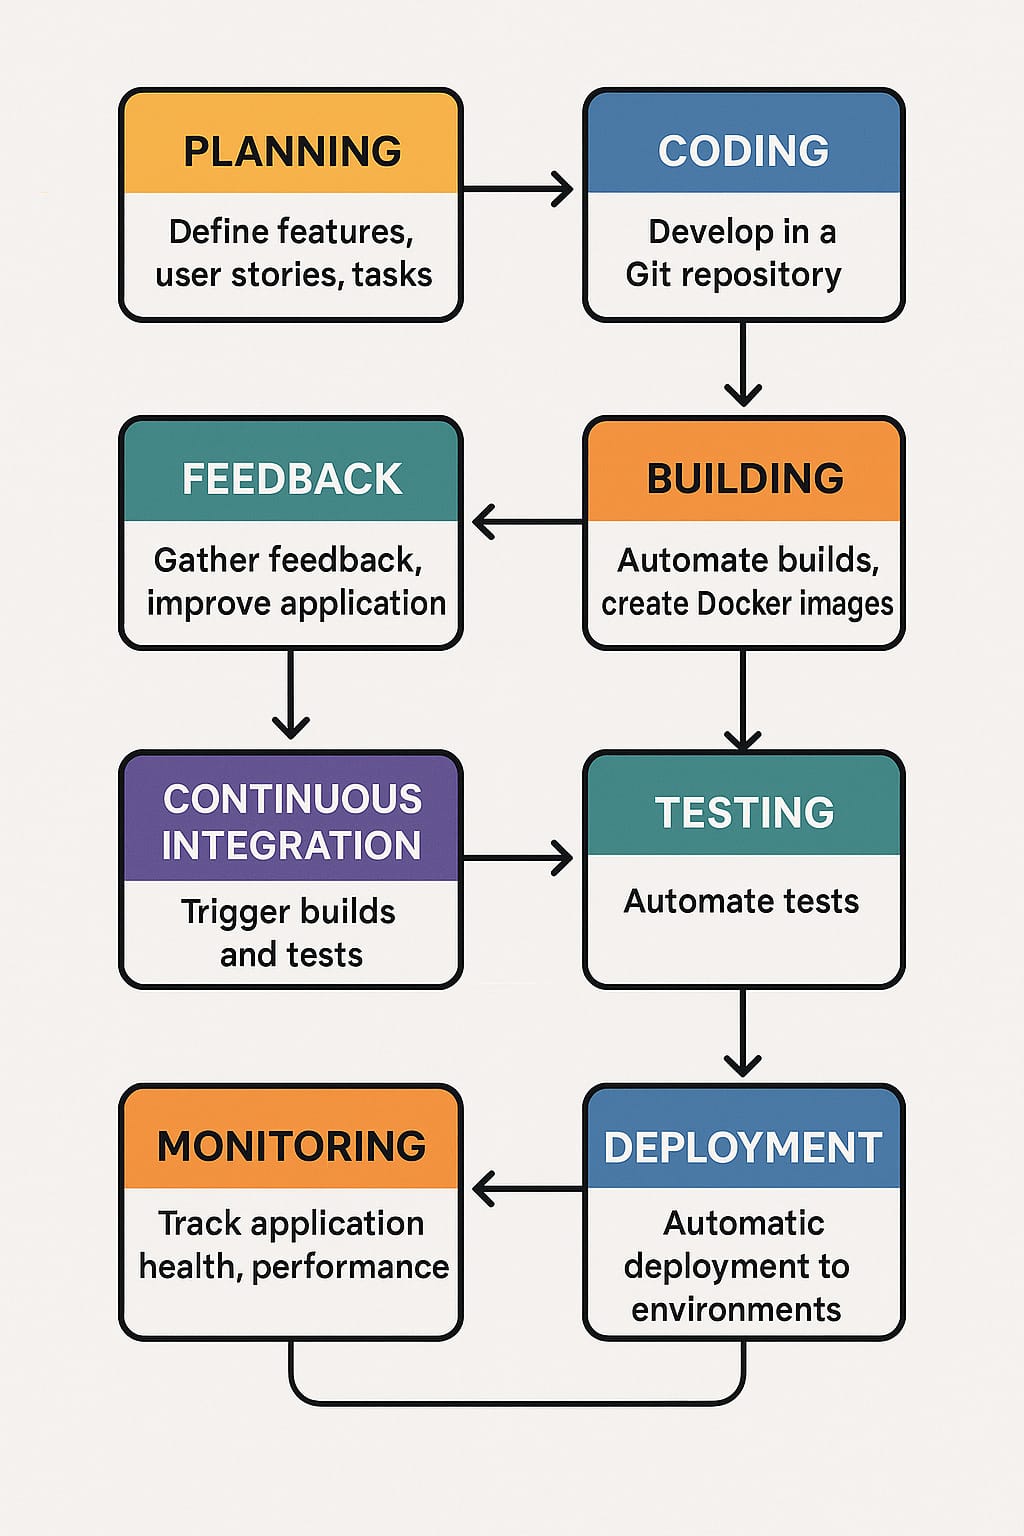 PLANNING
Define features,
user stories, tasks
CODING
Develop in a
Git repository
FEEDBACK
Gather feedback,
improve application
BUILDING
Automate builds,
create Docker images
CONTINUOUS
INTEGRATION
Trigger builds
and tests
TESTING
Automate tests
MONITORING
Track application
health, performance
DEPLOYMENT
Automatic
deployment to
environments